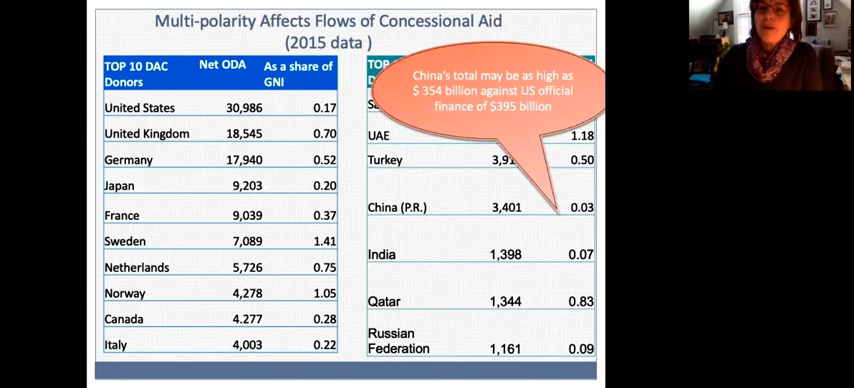 Multi-polarity Affects Flows of Concessional Aid
(2015 data )
TOP 10 DAC Donors Net ODA As a share of GNI
United States 30,986 0.17
United Kingdom 18,545 0.70
Germany 17,940 0.52
Japan 9,203 0.20
France 9,039 0.37
Sweden 7,089 1.41
Netherlands 5,726 0.75
Norway 4,278 1.05
Canada 4.277 0.28
Italy 4,003 0.22
TOP
China's total may be as high as
$ 354 billion against US official
finance of $395 billion
UAE 1.18
Turkey 0.50
China (P.R.) 3,401 0.03
India 1,398 0.07
Qatar 1,344 0.83
Russian
Federation 1,161 0.09